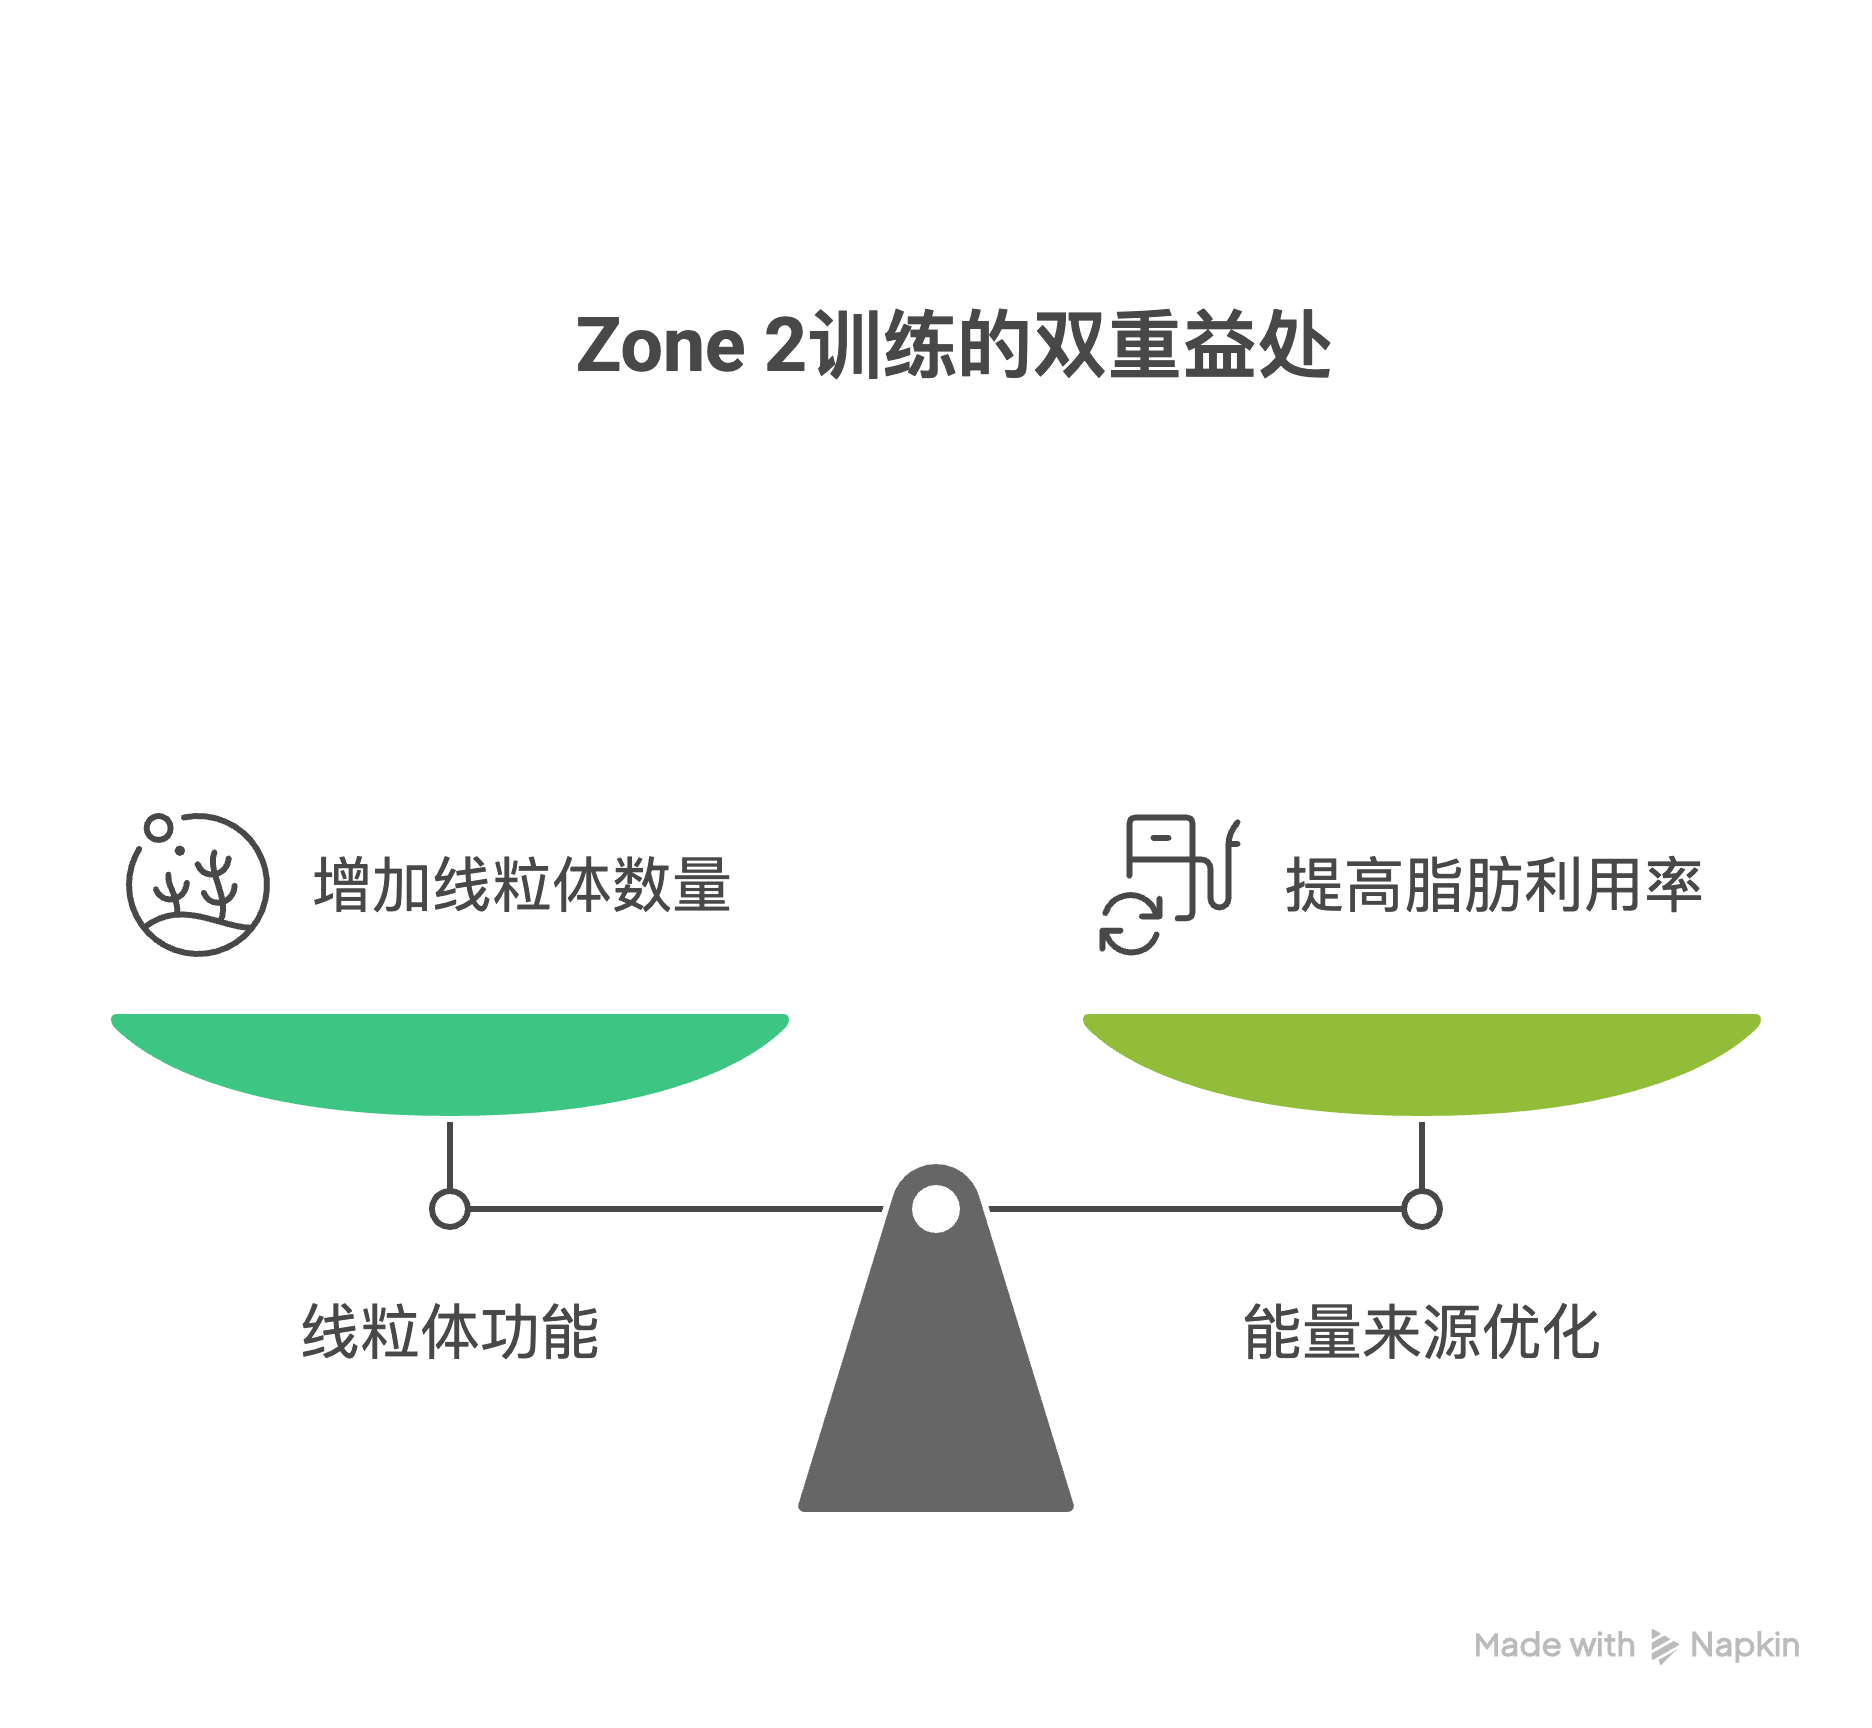 Zone 2训练的双重益处
增加线粒体数量
提高脂肪利用率
线粒体功能
能量来源优化
Made with Napkin